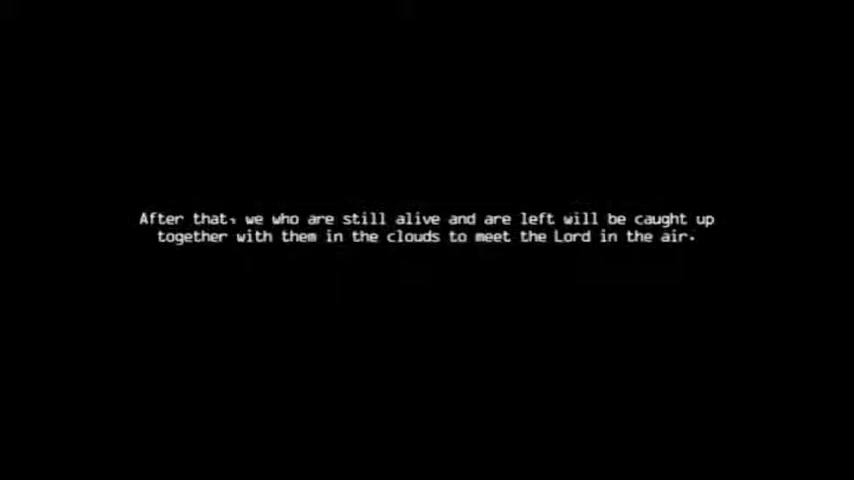 After that, we who are still alive and are left will be caught up
together with them in the clouds to meet the Lord in the air.